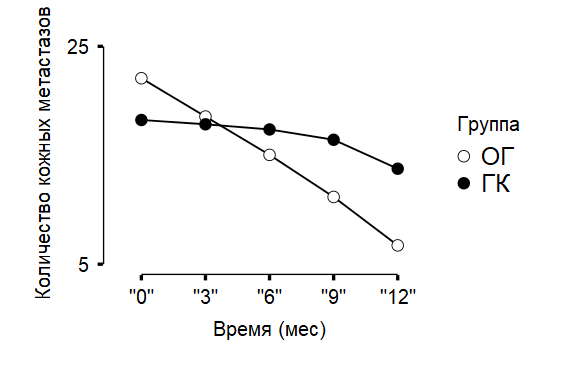 Количество кожных метастазов
25
5
"0" "3" "6" "9" "12"
Время (мес)
Группа
ОГ
ГК